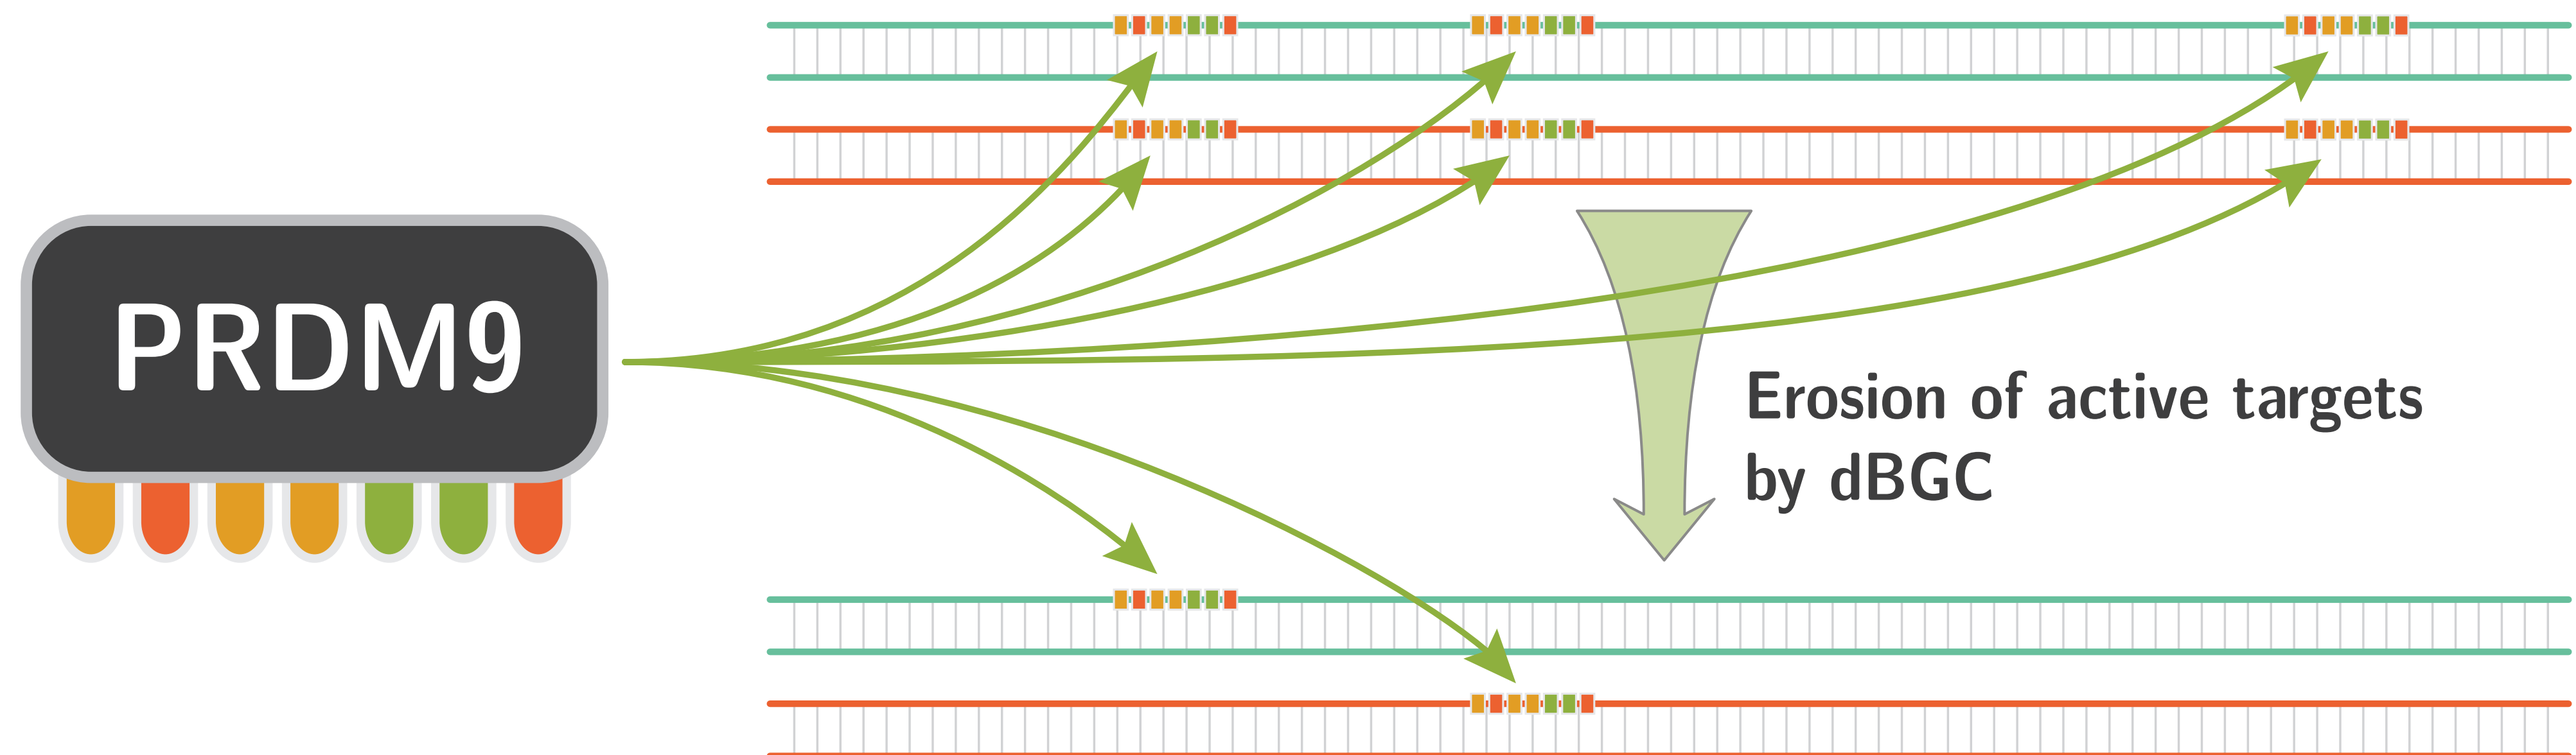 PRDM9
Erosion of active targets
by dBGC